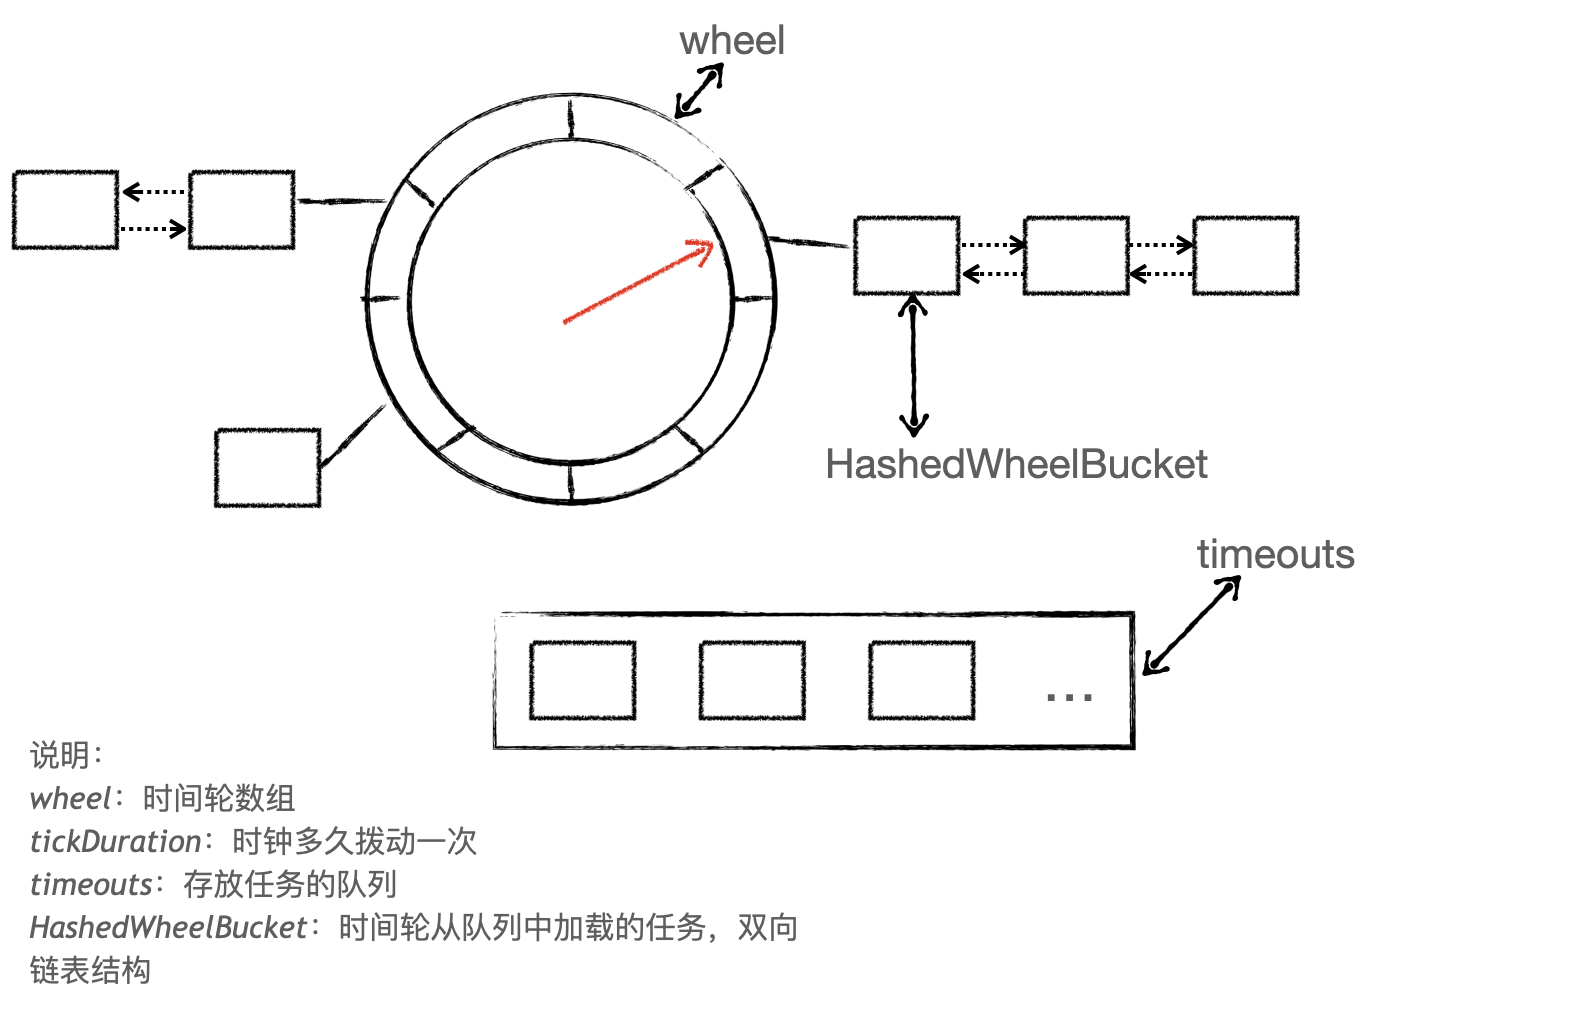 wheel
HashedWheelBucket
timeouts
...
说明：
wheel：时间轮数组
tickDuration：时钟多久拨动一次
timeouts：存放任务的队列
HashedWheelBucket：时间轮从队列中加载的任务，双向
链表结构